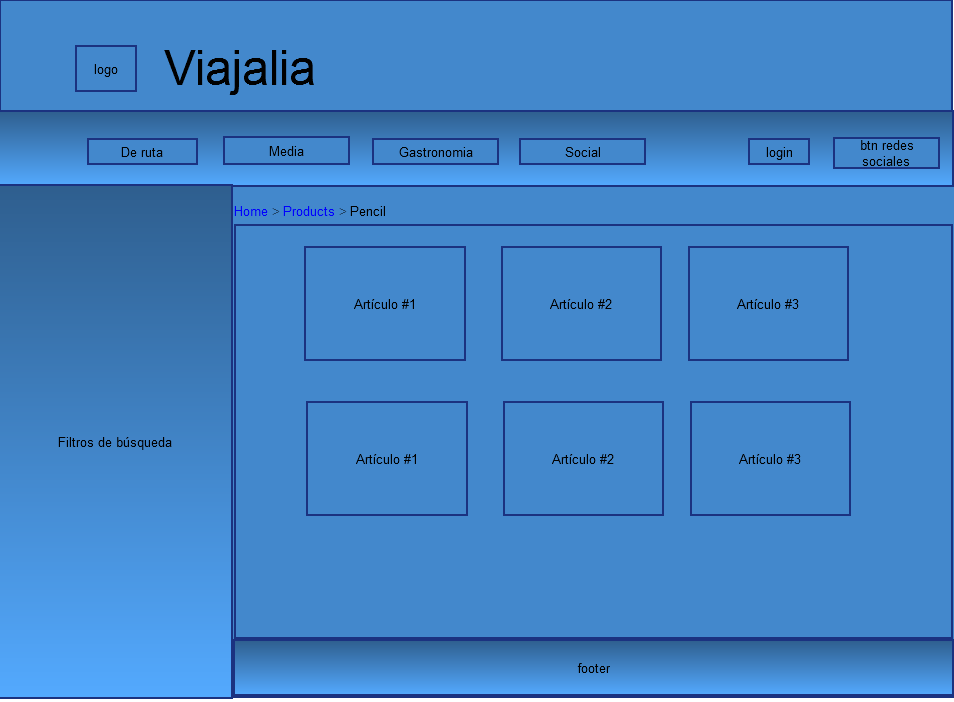 logo
Viajalia
De ruta
Media
Gastronomia
Social
login
btn redes
sociales
Home > Products > Pencil
Artículo #1
Artículo #2
Artículo #3
Filtros de búsqueda
Artículo #1
Artículo #2
Artículo #3
footer